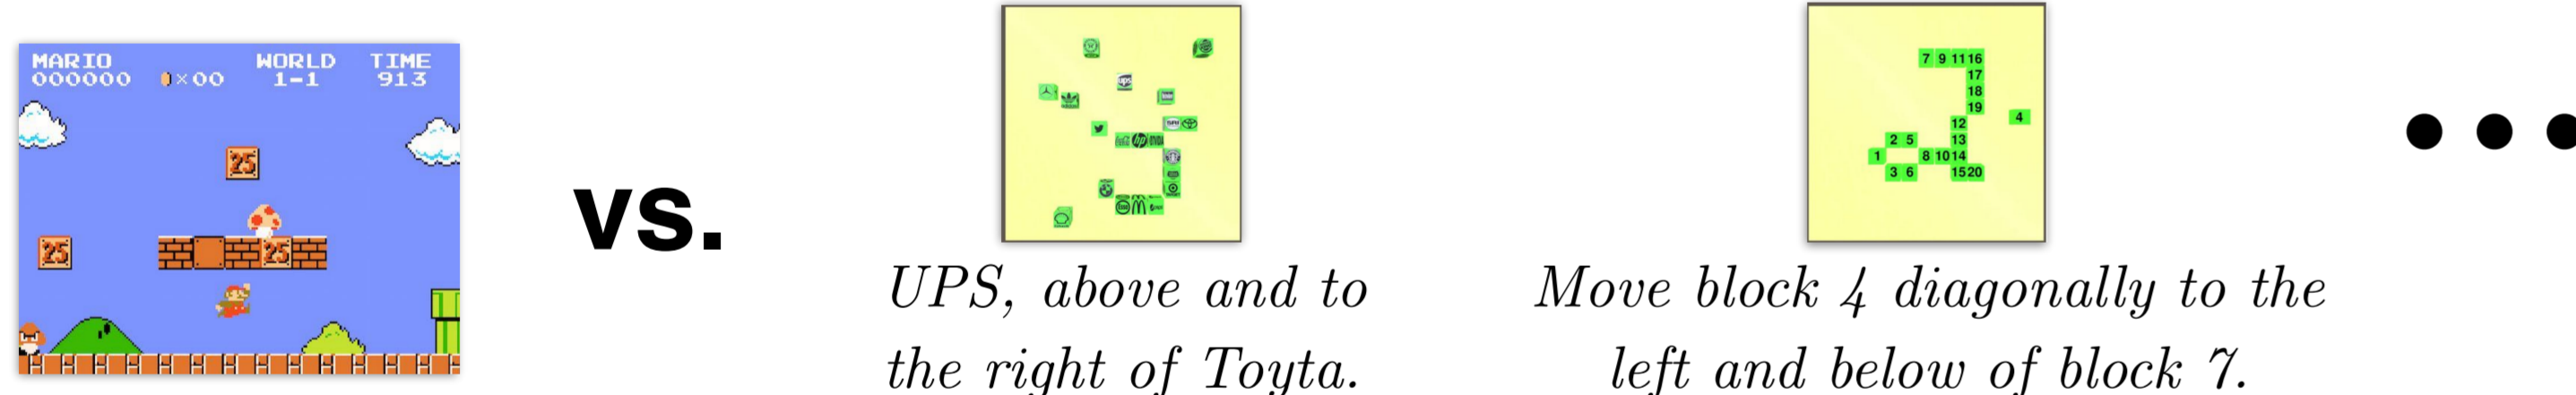 MARIO WORLD TIME
000000 ×00 1-1 913
25
25
25
vs.
ups
hp
UPS, above and to
the right of Toyta.
7 9 11 16
17
18
19
4
12
2 5 13
1 8 10 14
3 6 15 20
Move block 4 diagonally to the
left and below of block 7.